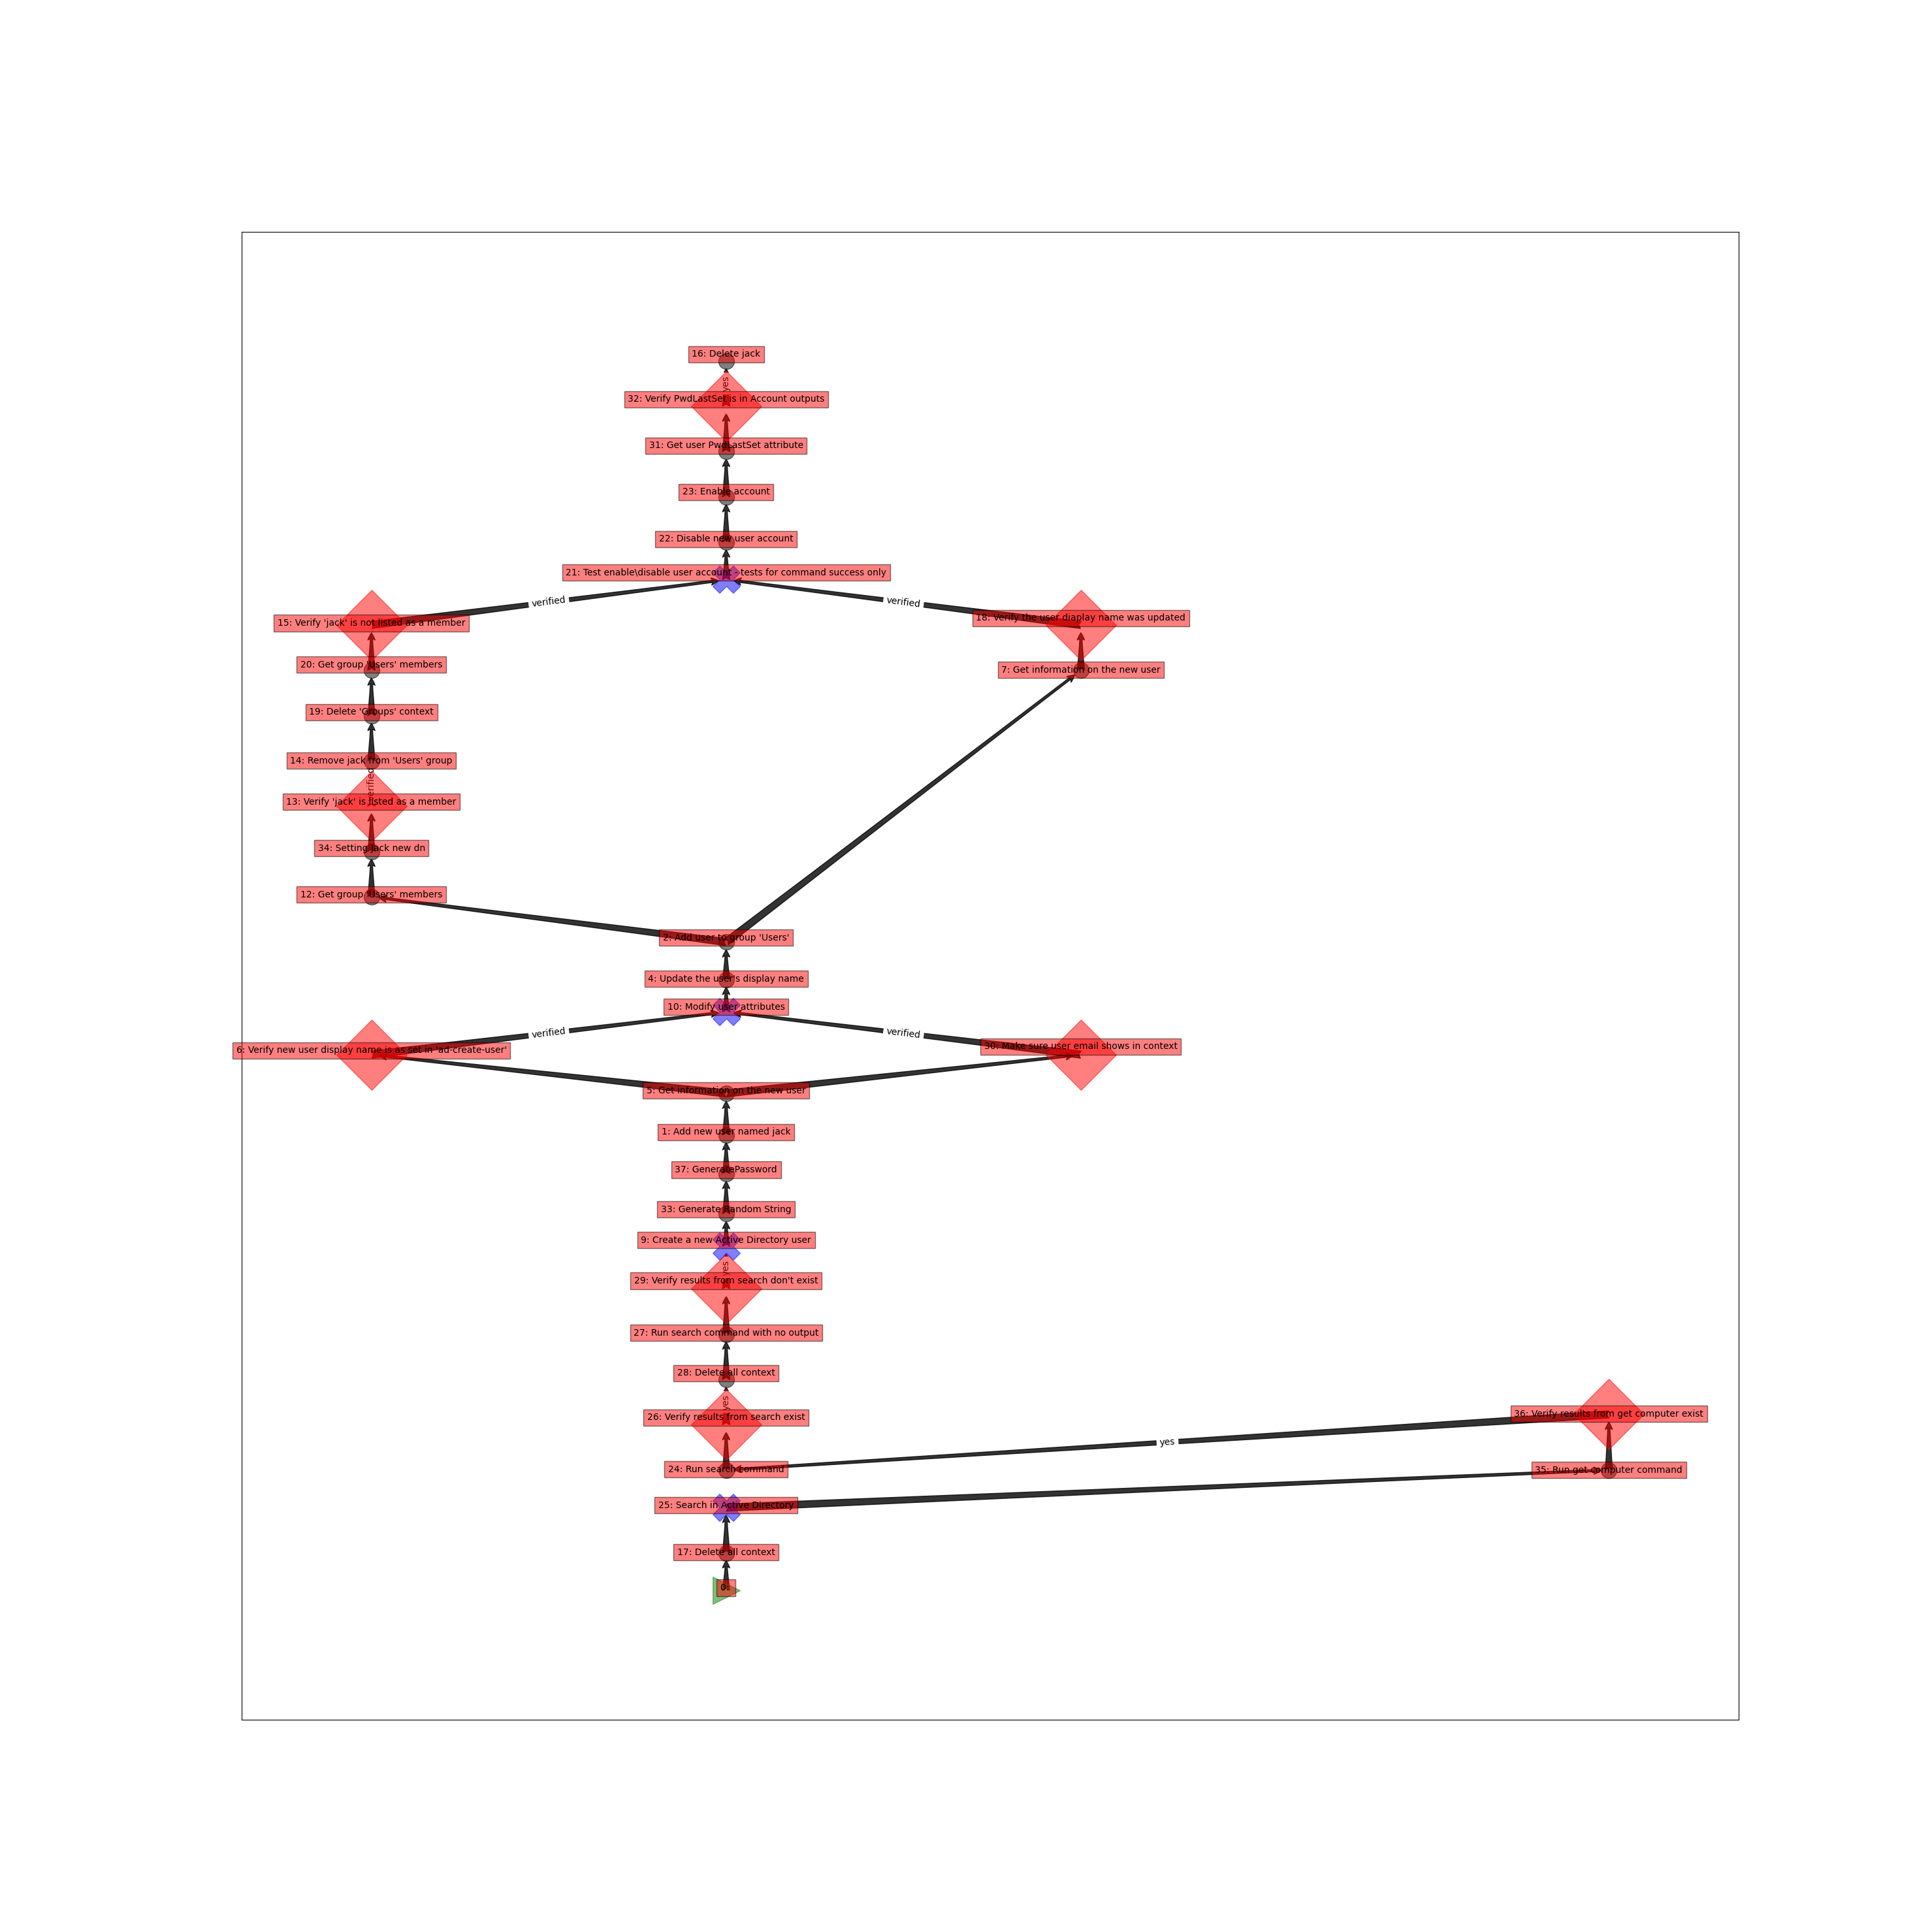 16: Delete jack
yes
32: Verify PwdLastSet is in Account outputs
31: Get user PwdLastSet attribute
23: Enable account
22: Disable new user account
21: Test enable\disable user account - tests for command success only
verified
verified
15: Verify 'jack' is not listed as a member
18: Verify the user display name was updated
20: Get group 'Users' members
7: Get information on the new user
19: Delete 'Groups' context
14: Remove jack from 'Users' group
verified
13: Verify 'jack' is listed as a member
34: Setting jack new dn
12: Get group 'Users' members
2: Add user to group 'Users'
4: Update the user's display name
10: Modify user attributes
verified
verified
6: Verify new user display name is as set in 'ad-create-user'
30: Make sure user email shows in context
5: Get information on the new user
1: Add new user named jack
37: GeneratePassword
33: Generate Random String
9: Create a new Active Directory user
yes
29: Verify results from search don't exist
27: Run search command with no output
28: Delete all context
yes
26: Verify results from search exist
36: Verify results from get computer exist
yes
24: Run search Command
35: Run get computer command
25: Search in Active Directory
17: Delete all context
0: